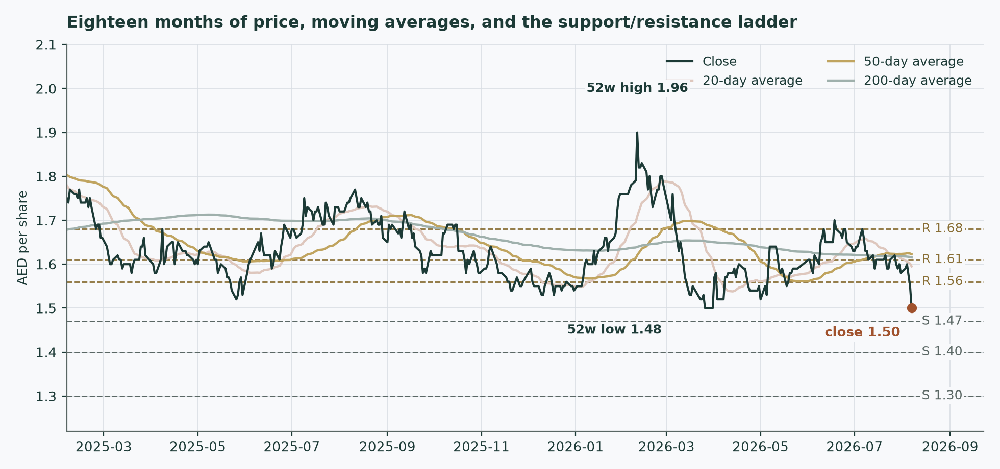 Eighteen months of price, moving averages, and the support/resistance ladder
AED per share
2.1
2.0
1.9
1.8
1.7
1.6
1.5
1.4
1.3
Close
20-day average
50-day average
200-day average
52w high 1.96
52w low 1.48
close 1.50
R 1.68
R 1.61
R 1.56
S 1.47
S 1.40
S 1.30
2025-03
2025-05
2025-07
2025-09
2025-11
2026-01
2026-03
2026-05
2026-07
2026-09